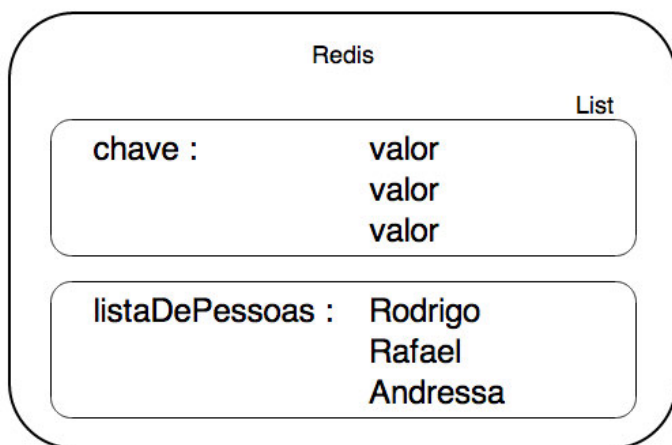 Redis
List
chave : valor
valor
valor
listaDePessoas : Rodrigo
Rafael
Andressa